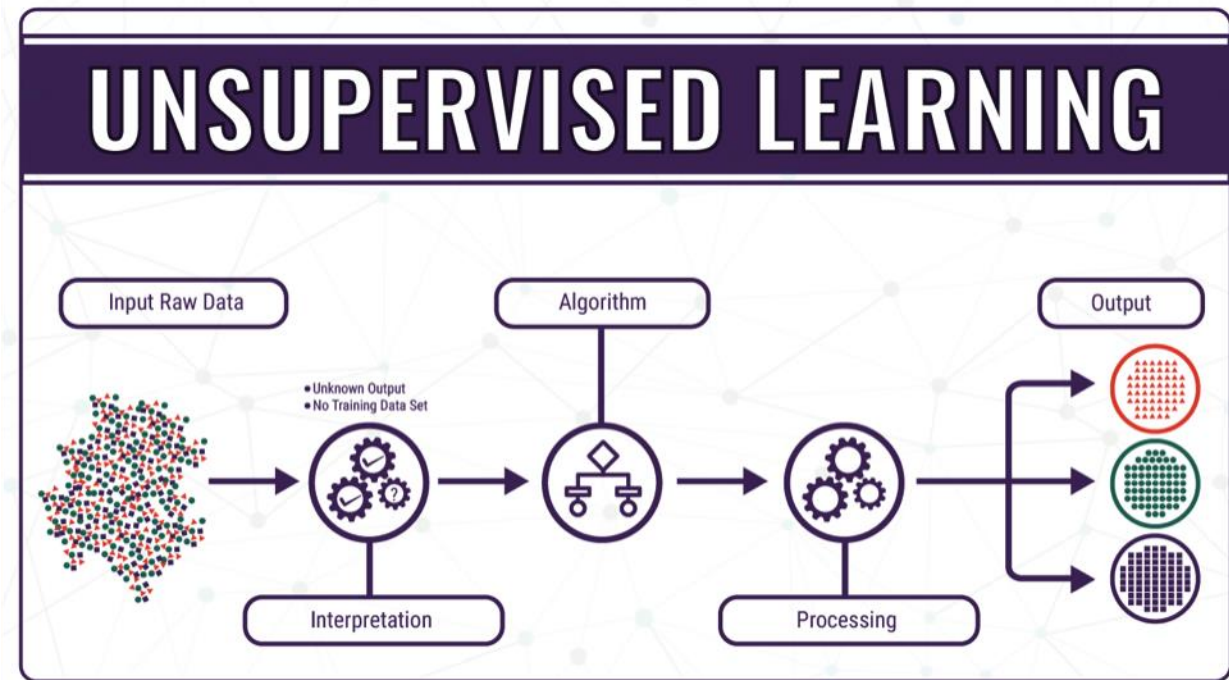 UNSUPERVISED LEARNING
Input Raw Data
Algorithm
Output
• Unknown Output
• No Training Data Set
?
Interpretation
Processing